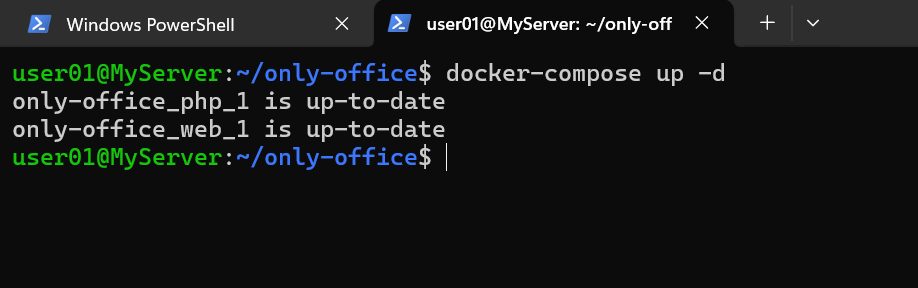 Windows PowerShell
user01@MyServer: ~/only-off
user01@MyServer:~/only-office$ docker-compose up -d
only-office_php_1 is up-to-date
only-office_web_1 is up-to-date
user01@MyServer:~/only-office$